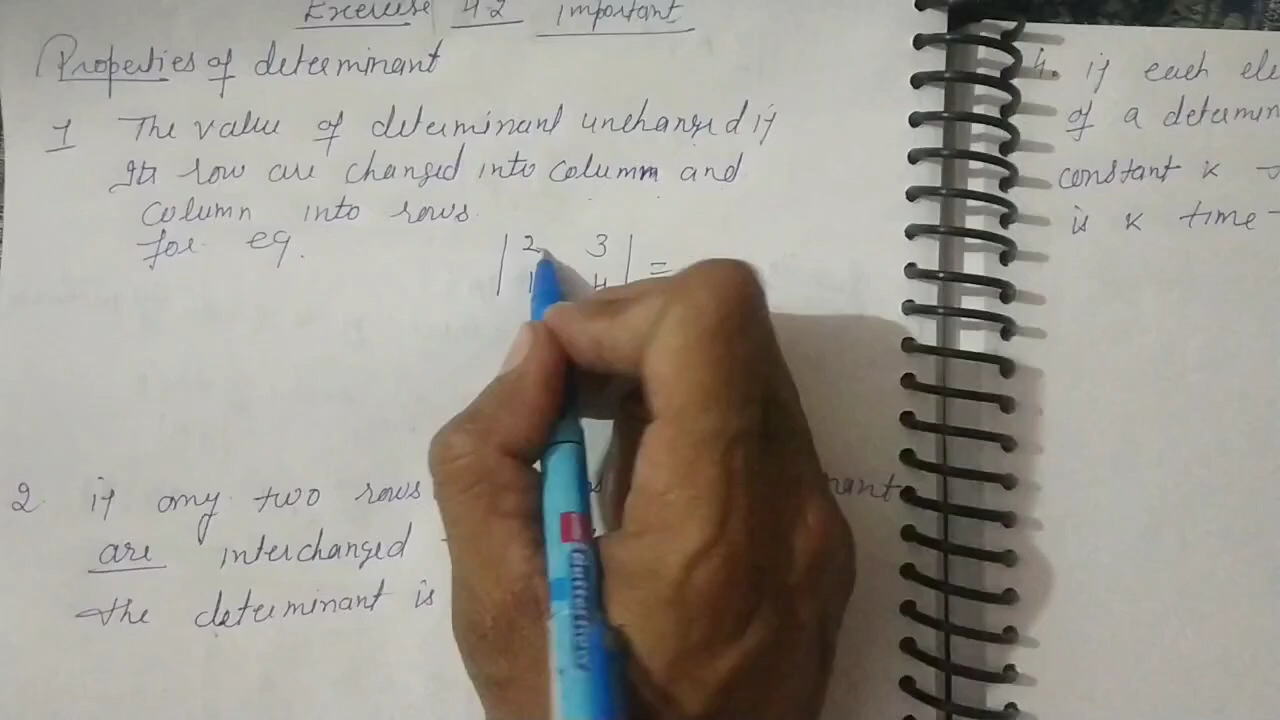 Exercise 4.2 important
Properties of determinant
1 The value of determinant unchanged if
Its row are changed into column and
column into rows.
for eg.
| 2 3 | =
1 4
2 if any two rows
are interchanged
the determinant is
4. if each
of a
constant k
is k time